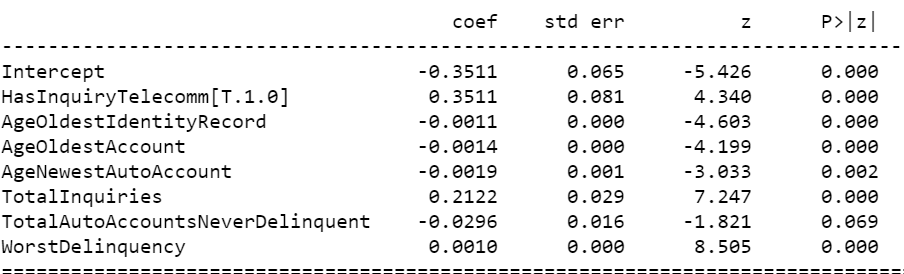 coef std err z P>|z|
--------------------------------------------------------------------------
Intercept -0.3511 0.065 -5.426 0.000
HasInquiryTelecomm[T.1.0] 0.3511 0.081 4.340 0.000
AgeOldestIdentityRecord -0.0011 0.000 -4.603 0.000
AgeOldestAccount -0.0014 0.000 -4.199 0.000
AgeNewestAutoAccount -0.0019 0.001 -3.033 0.002
TotalInquiries 0.2122 0.029 7.247 0.000
TotalAutoAccountsNeverDelinquent -0.0296 0.016 -1.821 0.069
WorstDelinquency 0.0010 0.000 8.505 0.000
==========================================================================